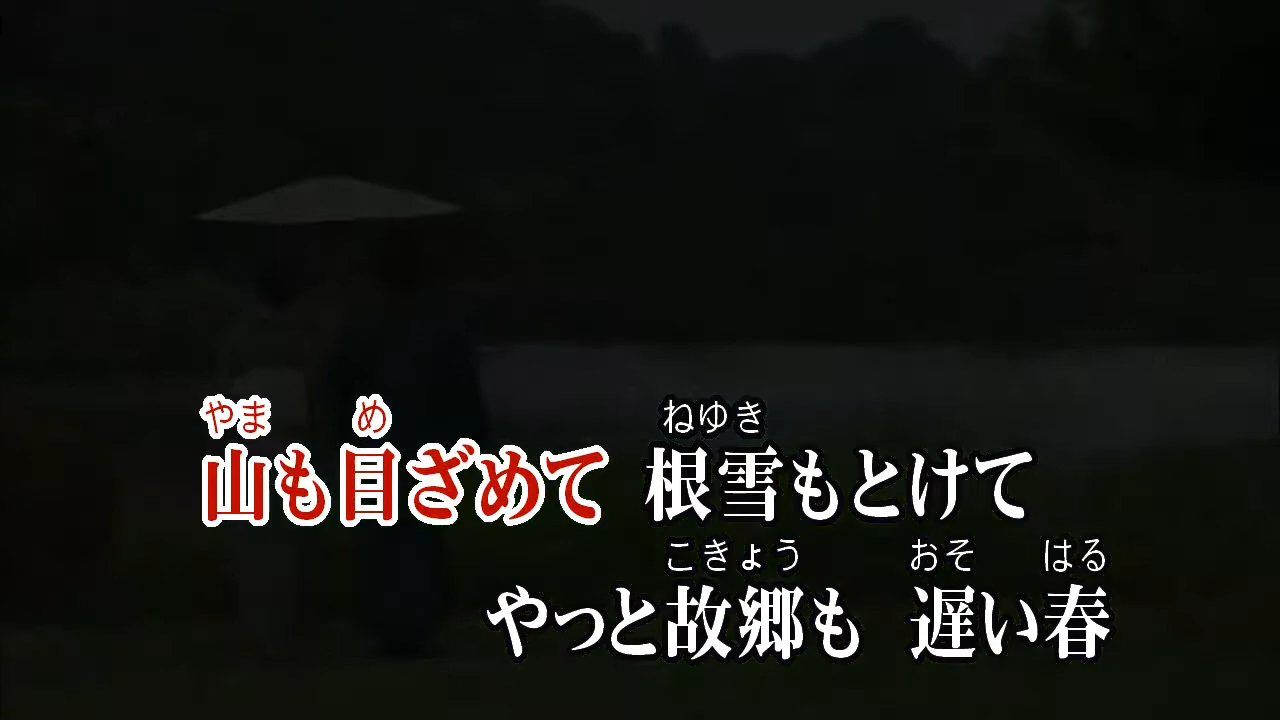 やま め ねゆき
山も目ざめて 根雪もとけて
こきょう おそ はる
やっと故郷も 遅い春